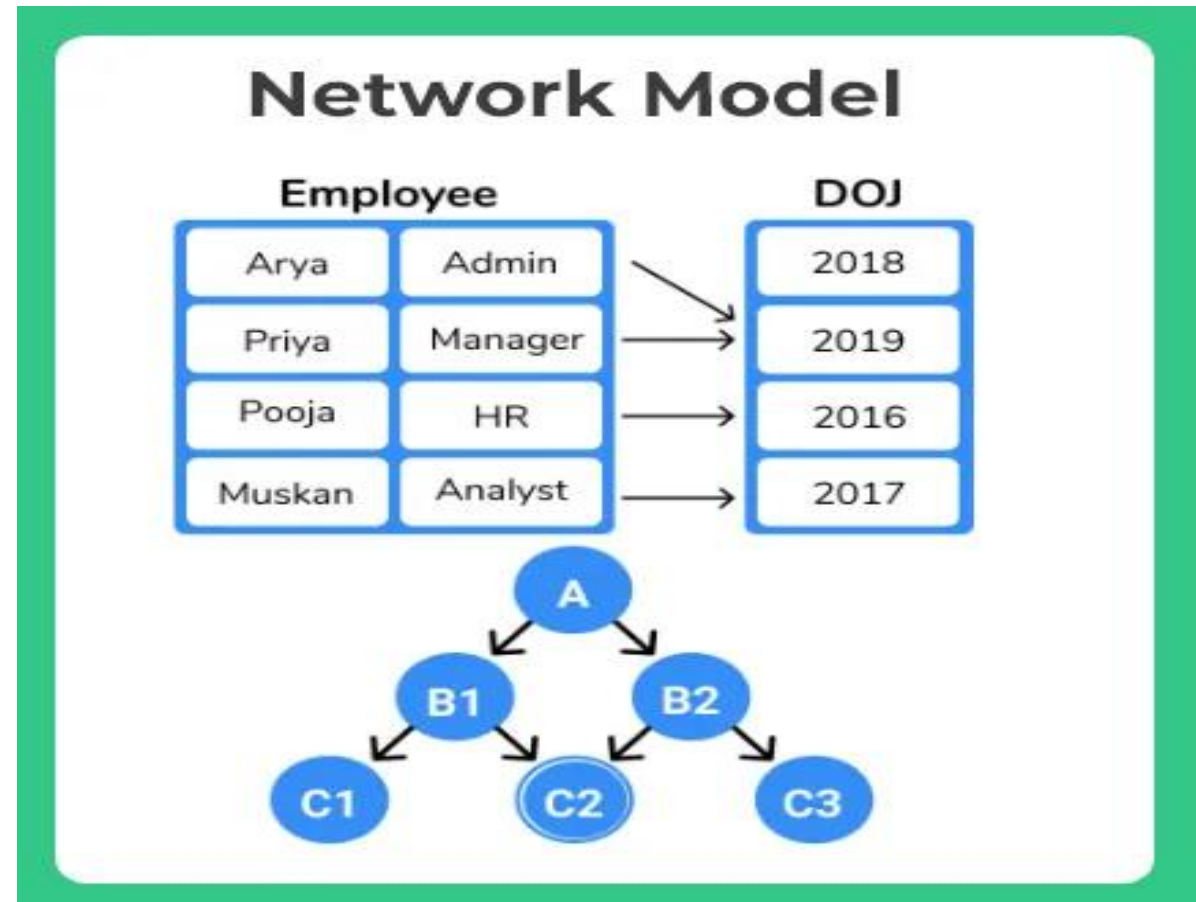 Network Model
Employee DOJ
Arya Admin 2018
Priya Manager 2019
Pooja HR 2016
Muskan Analyst 2017
A
B1 B2
C1 C2 C3